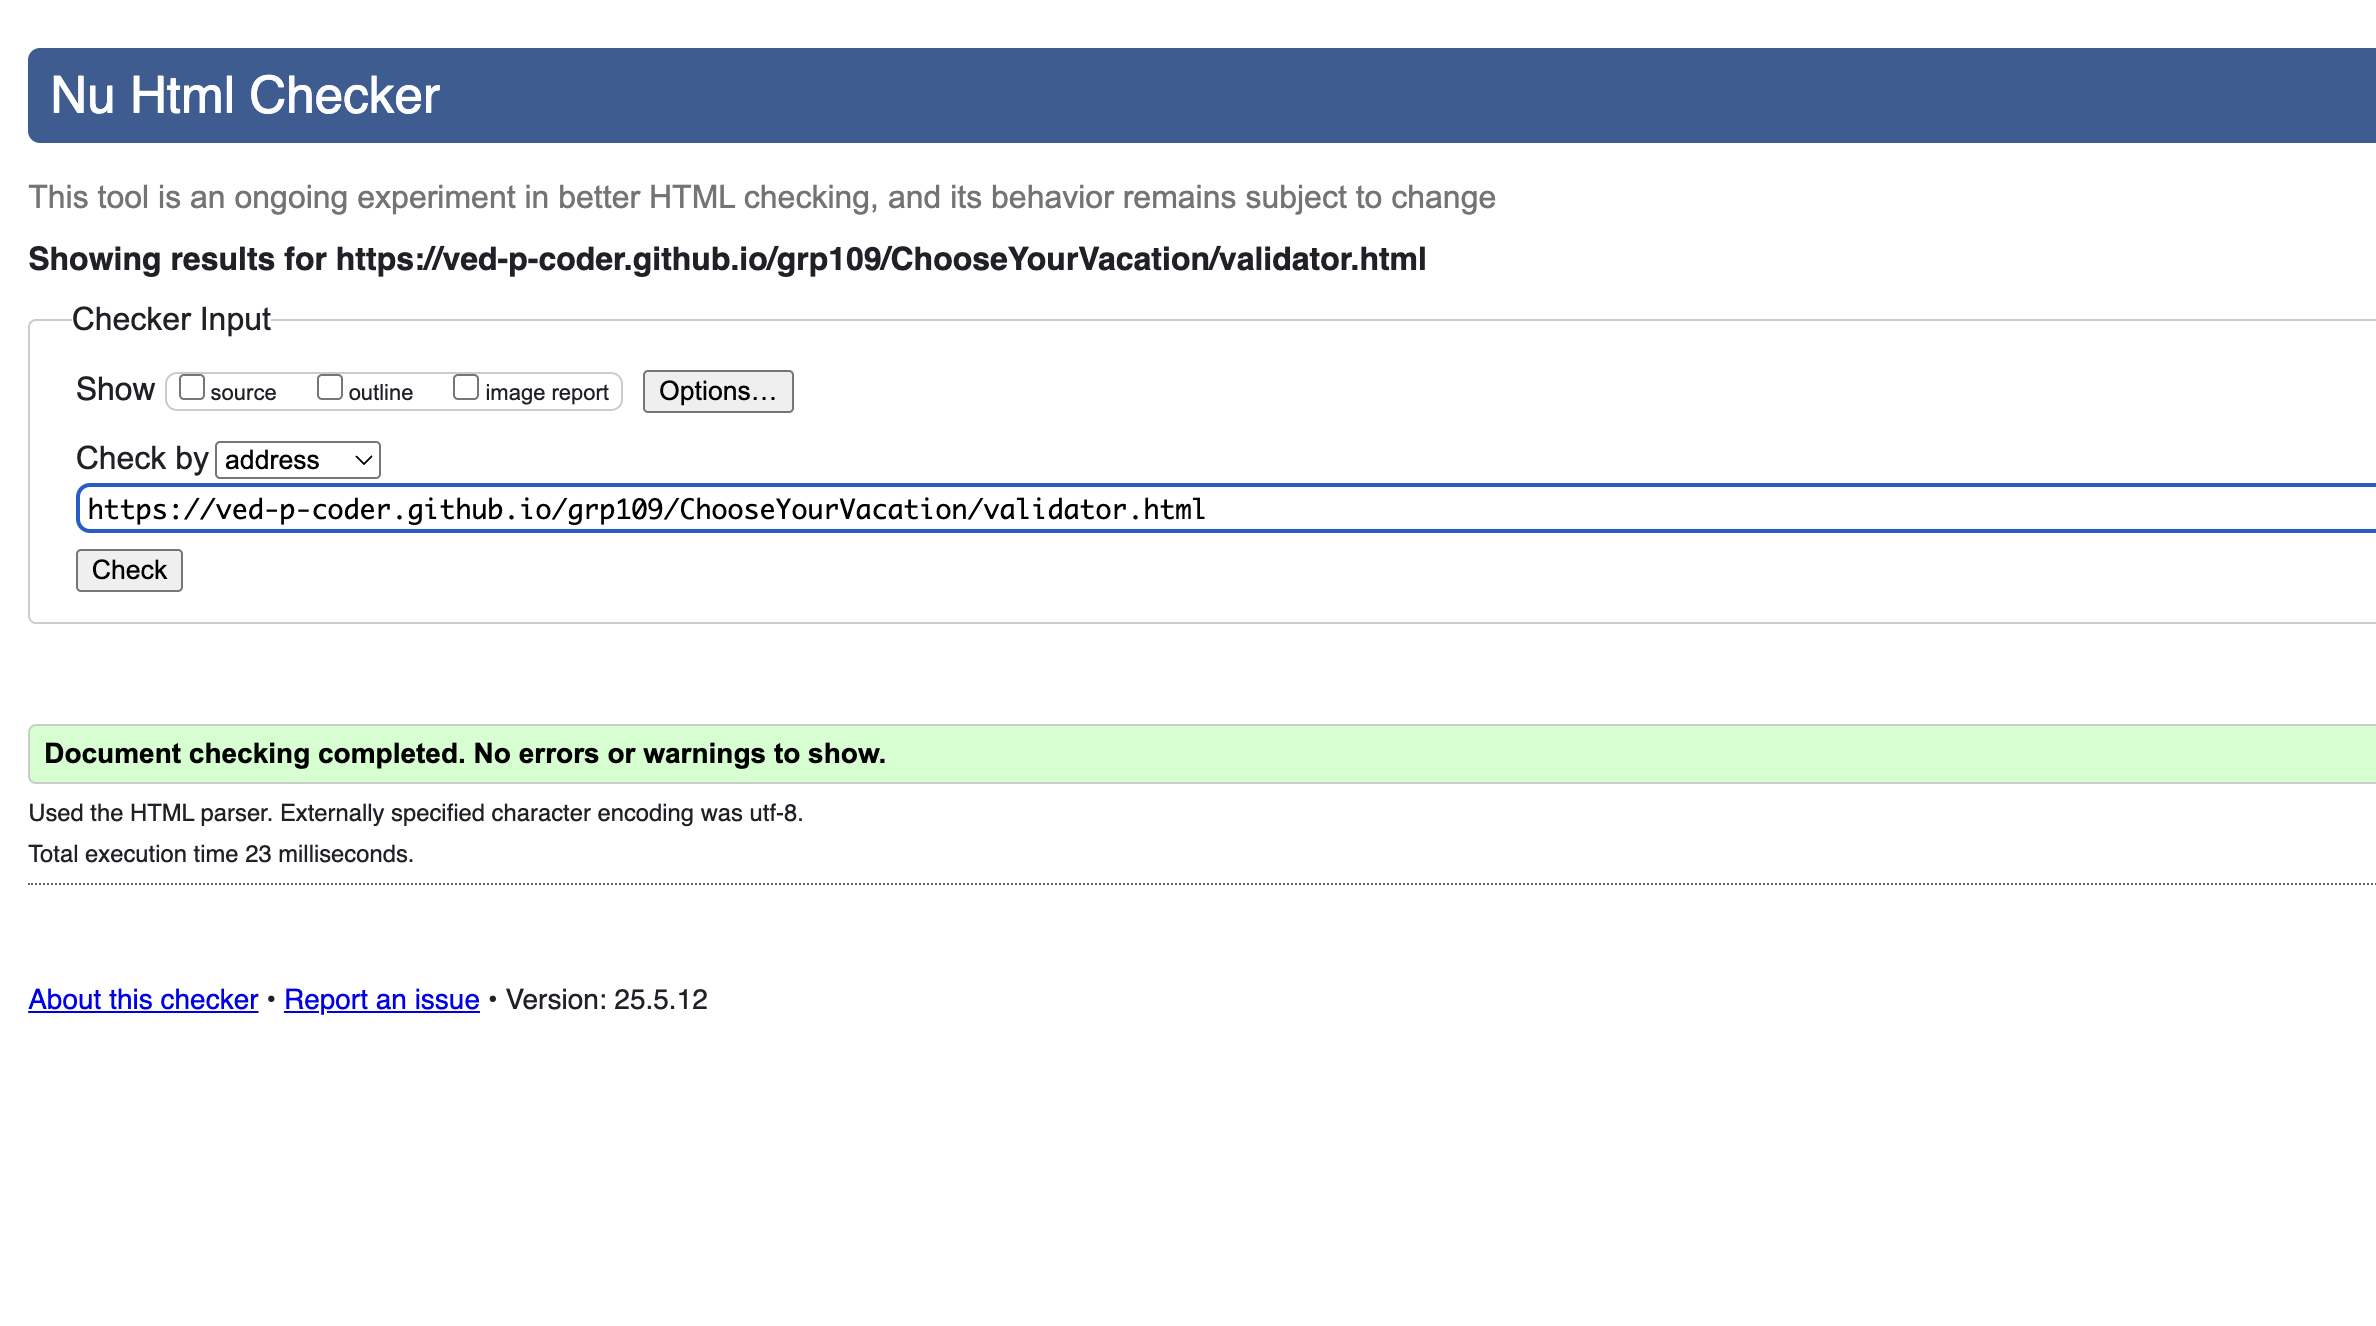 Nu Html Checker
This tool is an ongoing experiment in better HTML checking, and its behavior remains subject to change
Showing results for https://ved-p-coder.github.io/grp109/ChooseYourVacation/validator.html
Checker Input
Show source outline image report Options…
Check by address
https://ved-p-coder.github.io/grp109/ChooseYourVacation/validator.html
Check
Document checking completed. No errors or warnings to show.
Used the HTML parser. Externally specified character encoding was utf-8.
Total execution time 23 milliseconds.
About this checker • Report an issue • Version: 25.5.12